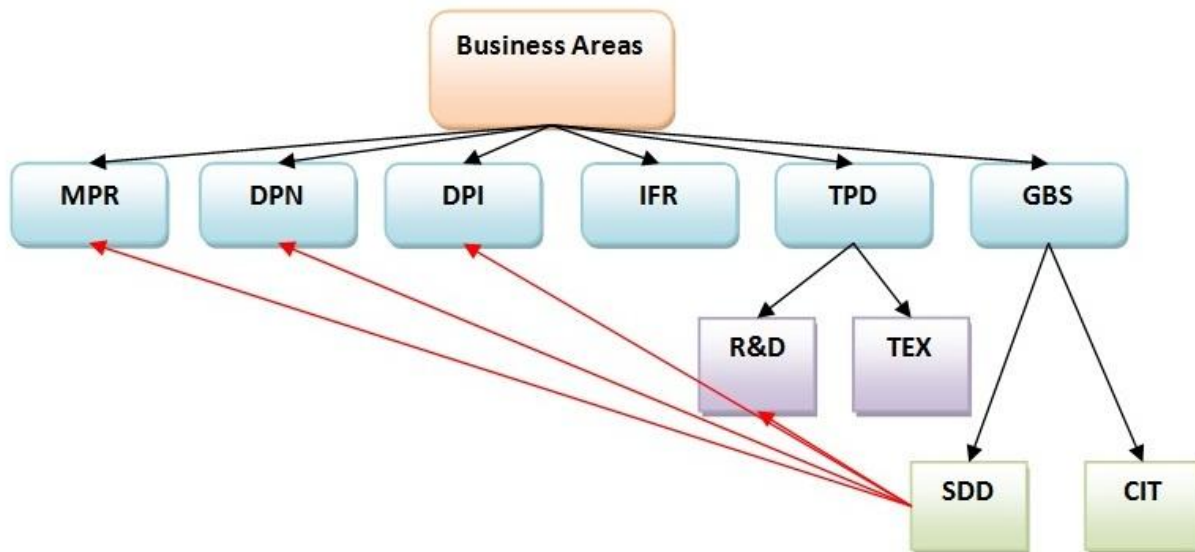 Business Areas
MPR
DPN
DPI
IFR
TPD
GBS
R&D
TEX
SDD
CIT